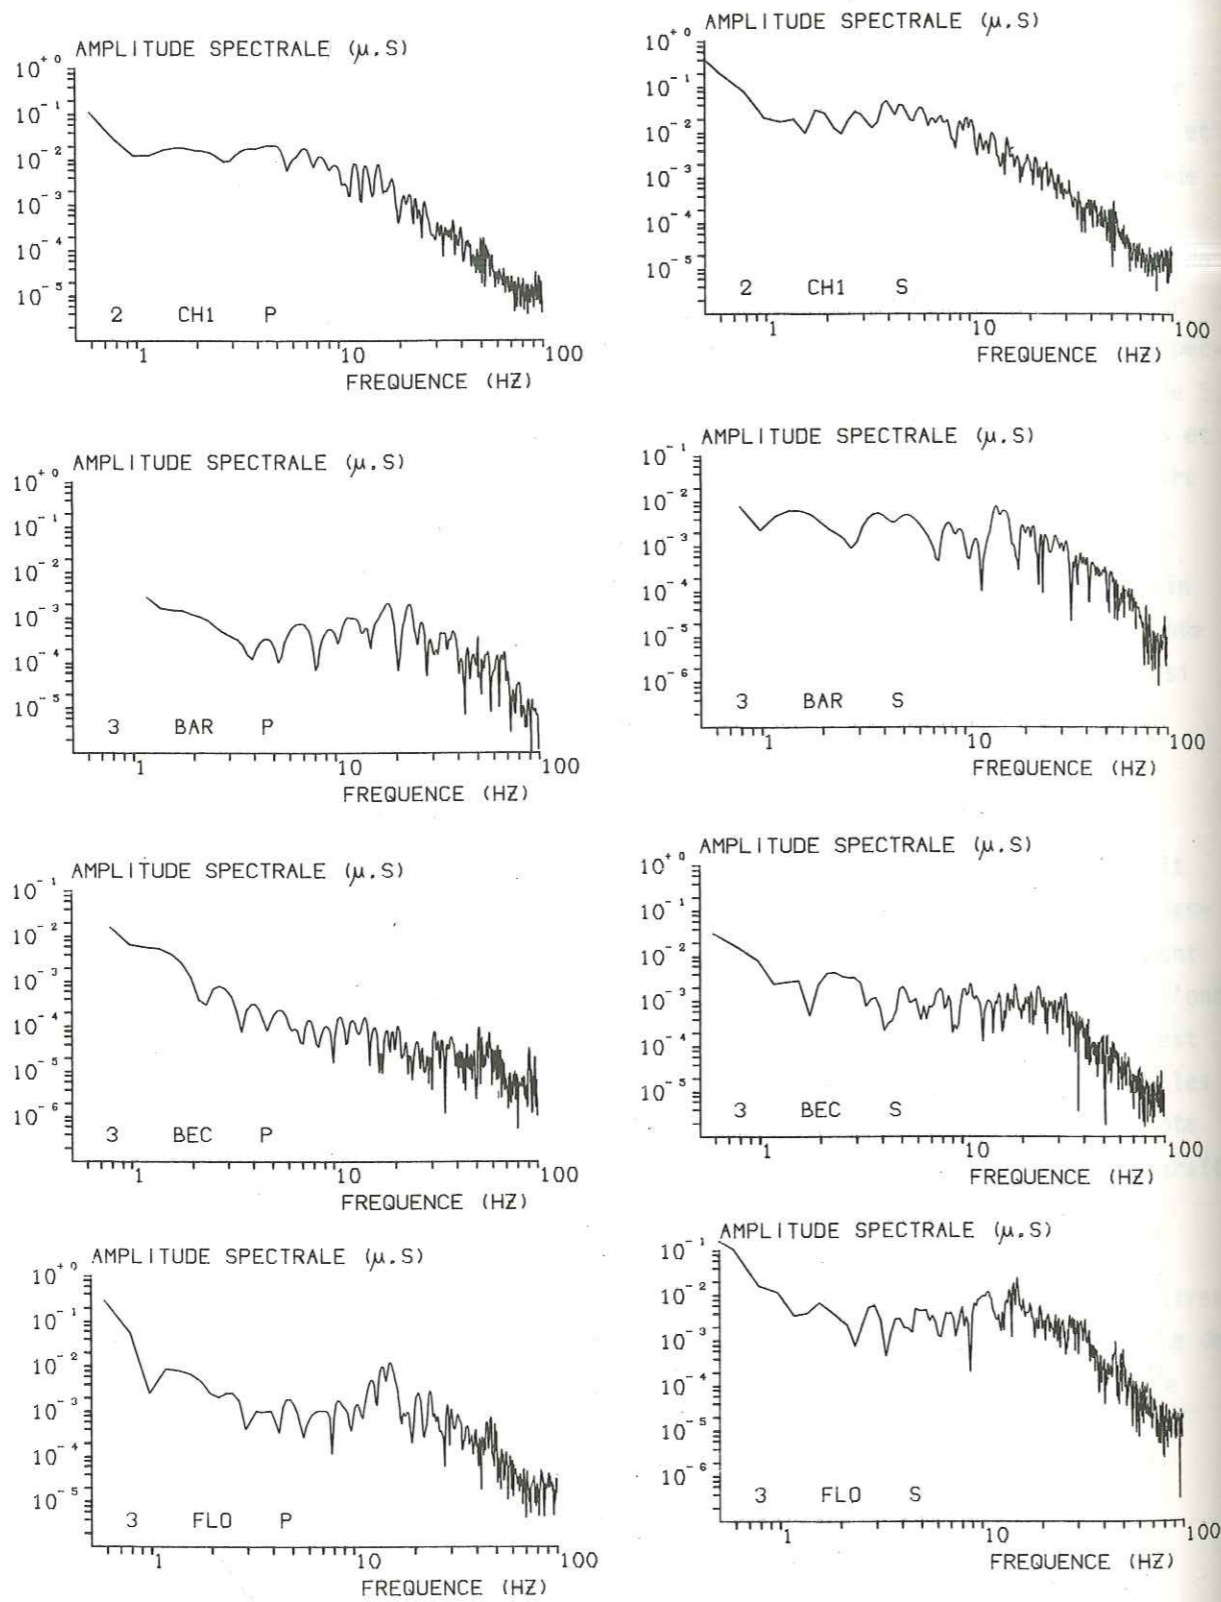 AMPLITUDE SPECTRALE (μ.S)
10+0
10-1
10-2
10-3
10-4
10-5
2 CH1 P
1 10 100
FREQUENCE (HZ)
AMPLITUDE SPECTRALE (μ.S)
10+0
10-1
10-2
10-3
10-4
10-5
2 CH1 S
1 10 100
FREQUENCE (HZ)
AMPLITUDE SPECTRALE (μ.S)
10+0
10-1
10-2
10-3
10-4
10-5
3 BAR P
1 10 100
FREQUENCE (HZ)
AMPLITUDE SPECTRALE (μ.S)
10-1
10-2
10-3
10-4
10-5
10-6
3 BAR S
1 10 100
FREQUENCE (HZ)
AMPLITUDE SPECTRALE (μ.S)
10-1
10-2
10-3
10-4
10-5
10-6
3 BEC P
1 10 100
FREQUENCE (HZ)
AMPLITUDE SPECTRALE (μ.S)
10+0
10-1
10-2
10-3
10-4
10-5
3 BEC S
1 10 100
FREQUENCE (HZ)
AMPLITUDE SPECTRALE (μ.S)
10+0
10-1
10-2
10-3
10-4
10-5
3 FLO P
1 10 100
FREQUENCE (HZ)
AMPLITUDE SPECTRALE (μ.S)
10-1
10-2
10-3
10-4
10-5
10-6
3 FLO S
1 10 100
FREQUENCE (HZ)